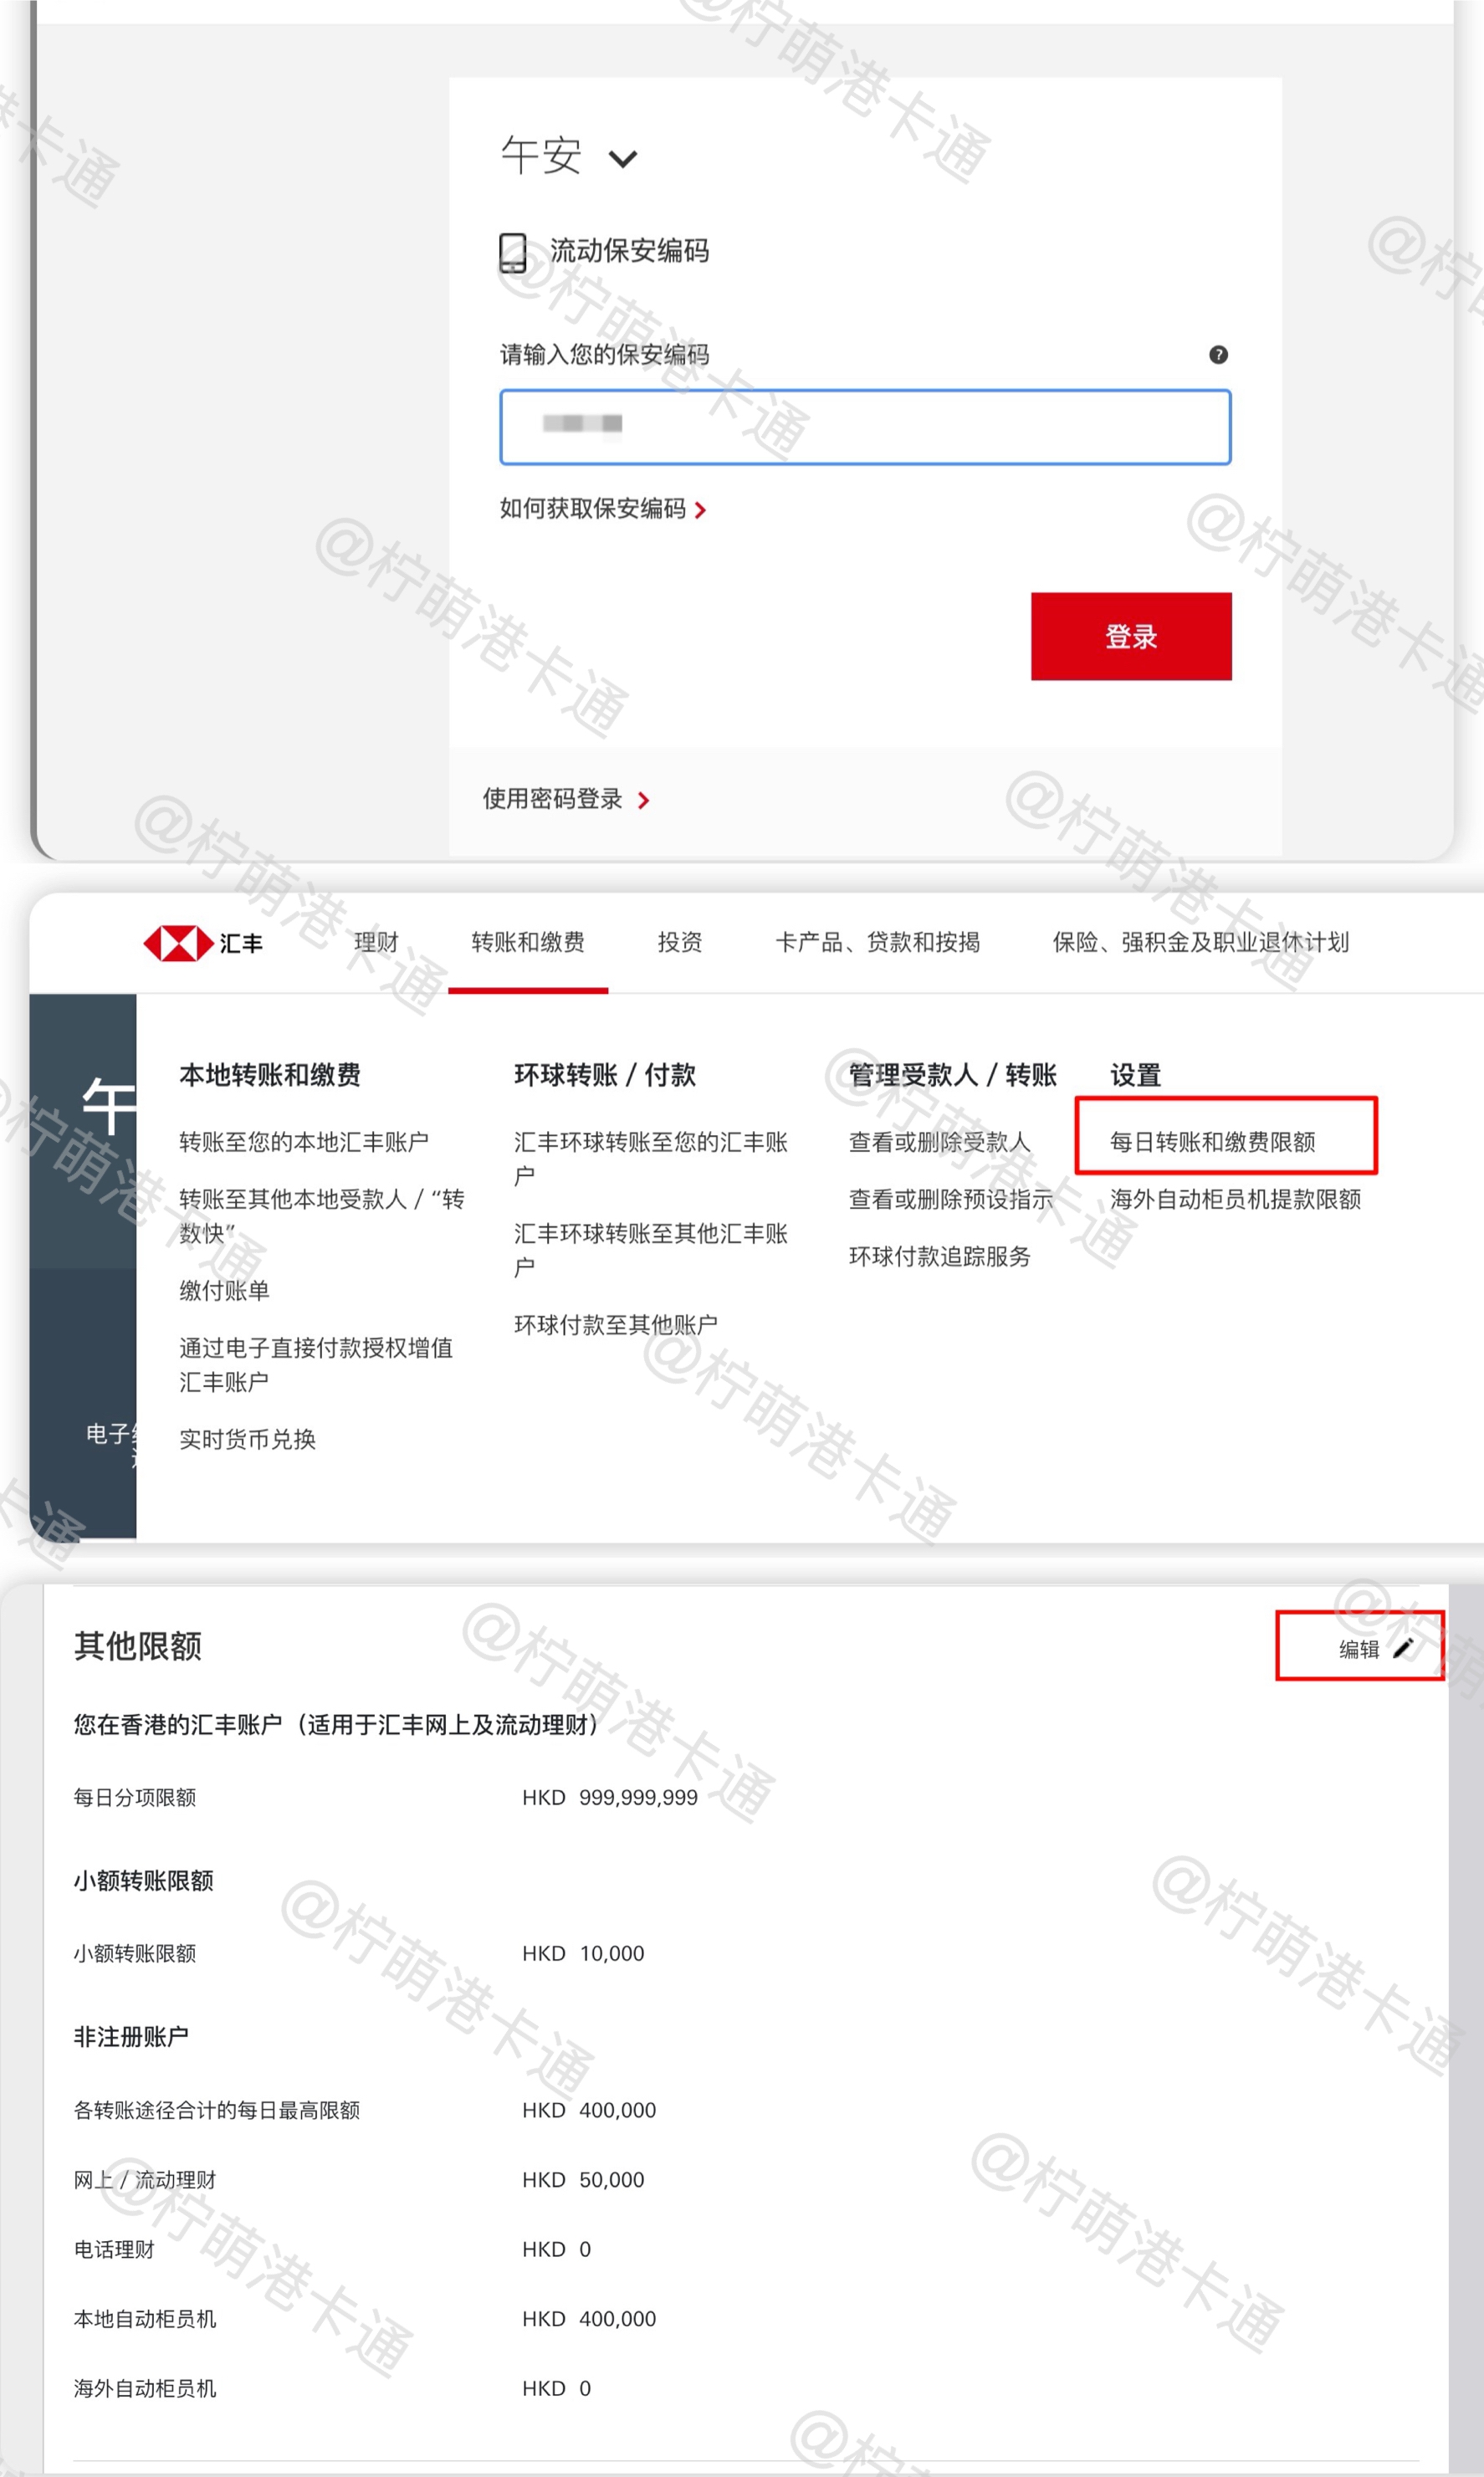 午安
流动保安编码
请输入您的保安编码
如何获取保安编码
登录
使用密码登录
汇丰 理财 转账和缴费 投资 卡产品、贷款和按揭 保险、强积金及职业退休计划
午
电子
本地转账和缴费
转账至您的本地汇丰账户
转账至其他本地受款人 / “转
数快”
缴付账单
通过电子直接付款授权增值
汇丰账户
实时货币兑换
环球转账 / 付款
汇丰环球转账至您的汇丰账
户
汇丰环球转账至其他汇丰账
户
环球付款至其他账户
管理受款人 / 转账
查看或删除受款人
查看或删除预设指示
环球付款追踪服务
设置
每日转账和缴费限额
海外自动柜员机提款限额
其他限额 编辑
您在香港的汇丰账户（适用于汇丰网上及流动理财）
每日分项限额 HKD 999,999,999
小额转账限额
小额转账限额 HKD 10,000
非注册账户
各转账途径合计的每日最高限额 HKD 400,000
网上 / 流动理财 HKD 50,000
电话理财 HKD 0
本地自动柜员机 HKD 400,000
海外自动柜员机 HKD 0
@柠萌港卡通